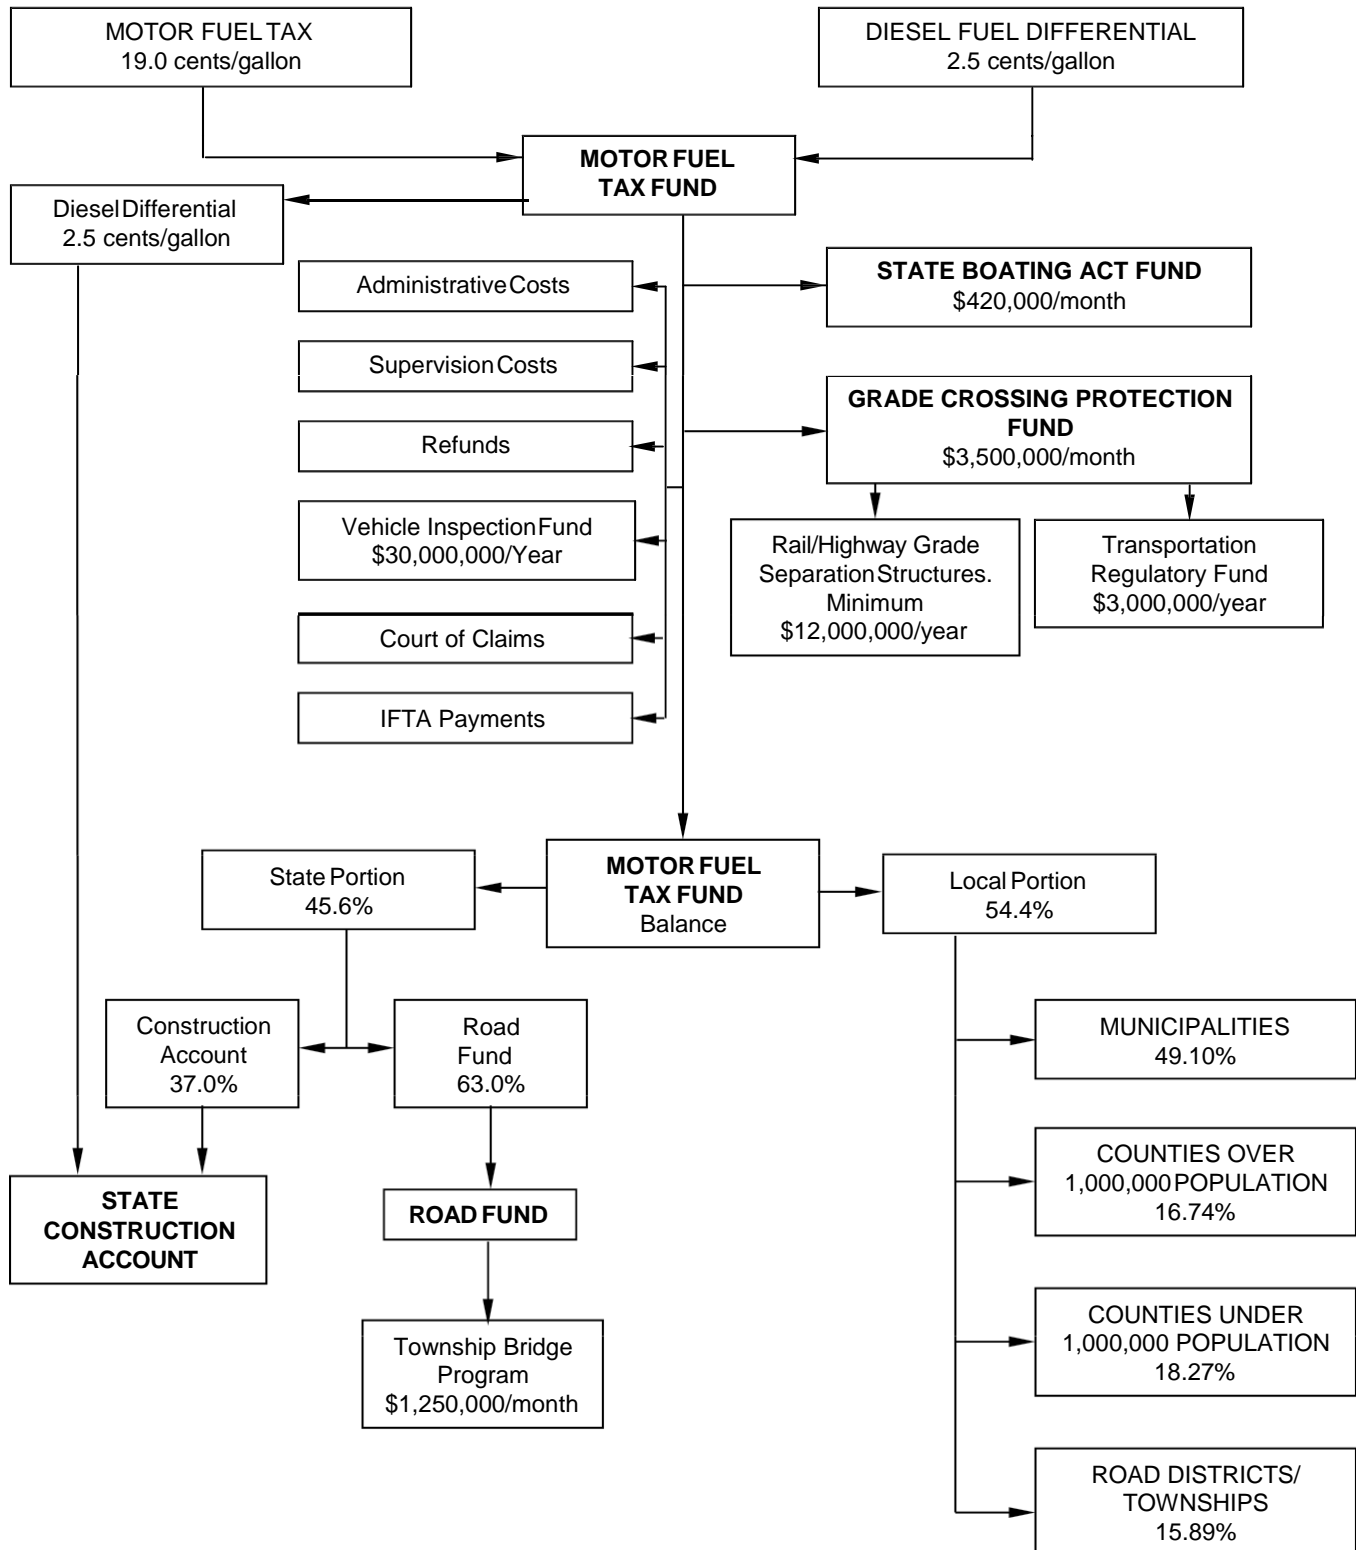 MOTOR FUEL TAX
19.0 cents/gallon
DIESEL FUEL DIFFERENTIAL
2.5 cents/gallon
MOTOR FUEL
TAX FUND
Diesel Differential
2.5 cents/gallon
Administrative Costs
Supervision Costs
Refunds
Vehicle Inspection Fund
$30,000,000/Year
Court of Claims
IFTA Payments
STATE BOATING ACT FUND
$420,000/month
GRADE CROSSING PROTECTION
FUND
$3,500,000/month
Rail/Highway Grade
Separation Structures.
Minimum
$12,000,000/year
Transportation
Regulatory Fund
$3,000,000/year
MOTOR FUEL
TAX FUND
Balance
State Portion
45.6%
Local Portion
54.4%
Construction
Account
37.0%
Road
Fund
63.0%
STATE
CONSTRUCTION
ACCOUNT
ROAD FUND
Township Bridge
Program
$1,250,000/month
MUNICIPALITIES
49.10%
COUNTIES OVER
1,000,000 POPULATION
16.74%
COUNTIES UNDER
1,000,000 POPULATION
18.27%
ROAD DISTRICTS/
TOWNSHIPS
15.89%